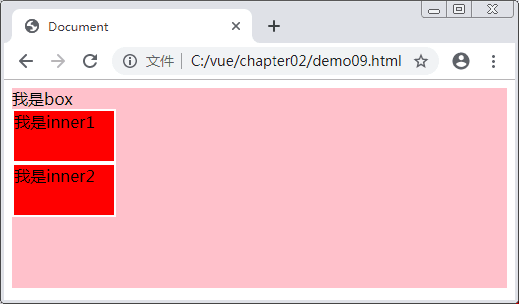 Document
文件 C:/vue/chapter02/demo09.html
我是box
我是inner1
我是inner2